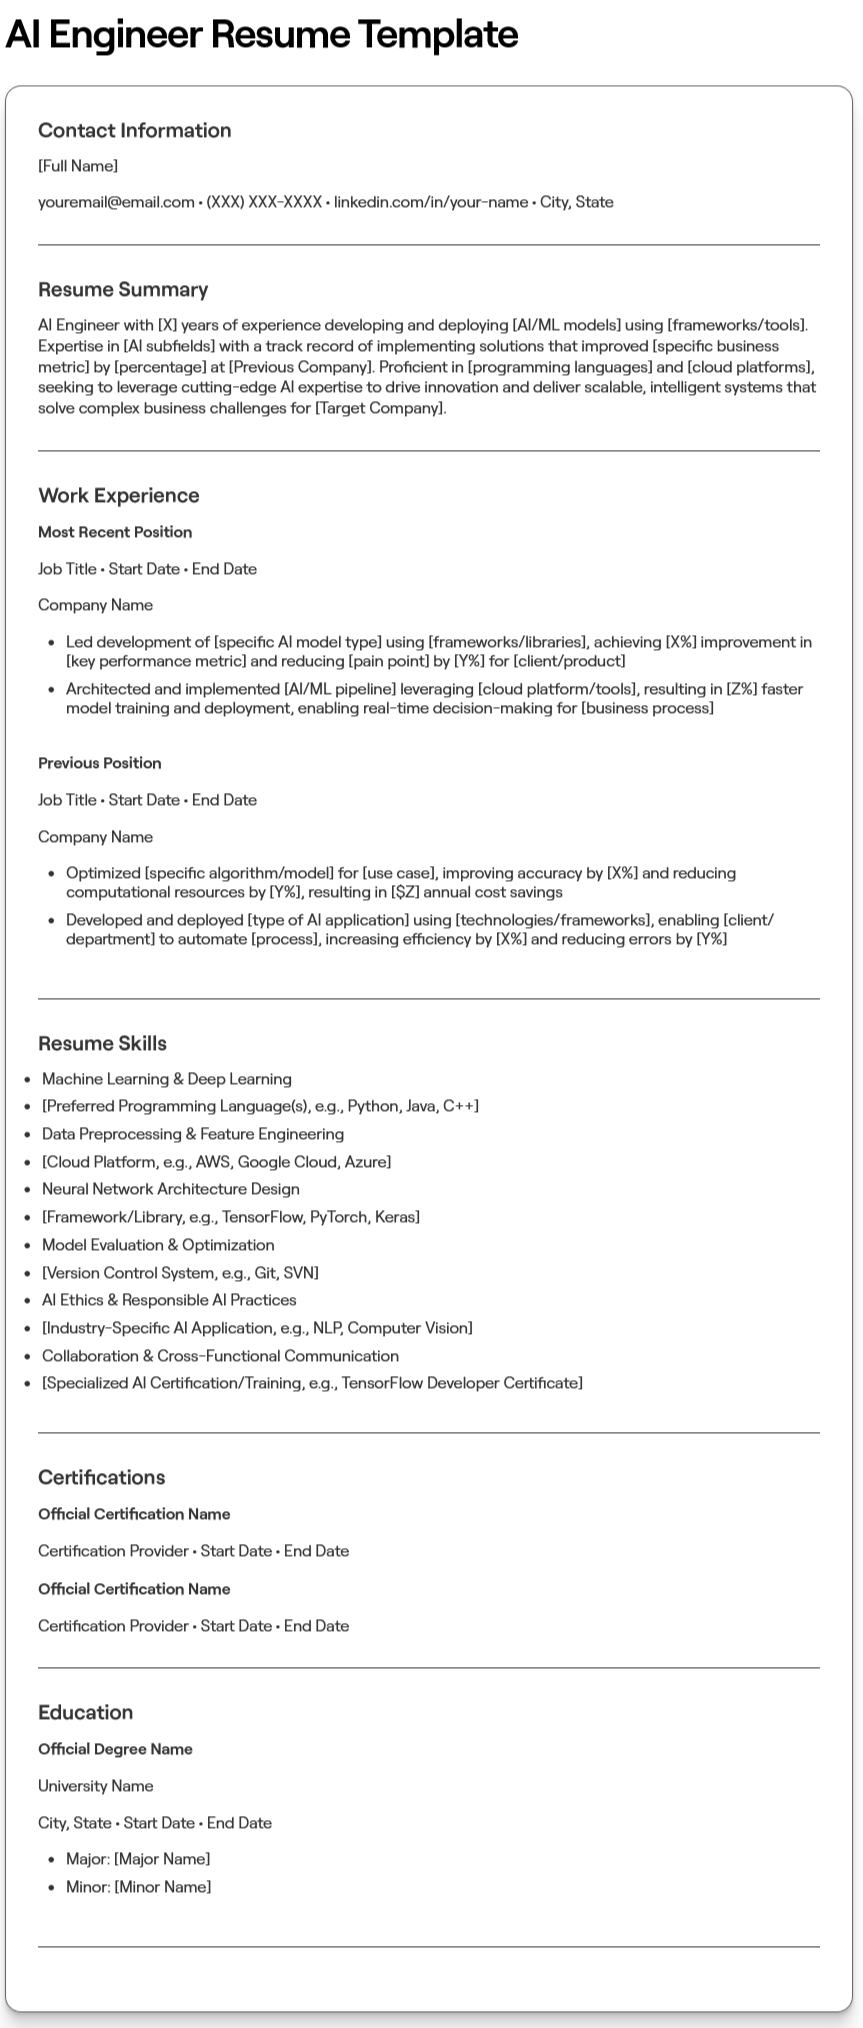 AI Engineer Resume Template
Contact Information
[Full Name]
youremail@email.com • (XXX) XXX-XXXX • linkedin.com/in/your-name • City, State
Resume Summary
AI Engineer with [X] years of experience developing and deploying [AI/ML models] using [frameworks/tools].
Expertise in [AI subfields] with a track record of implementing solutions that improved [specific business
metric] by [percentage] at [Previous Company]. Proficient in [programming languages] and [cloud platforms],
seeking to leverage cutting-edge AI expertise to drive innovation and deliver scalable, intelligent systems that
solve complex business challenges for [Target Company].
Work Experience
Most Recent Position
Job Title • Start Date • End Date
Company Name
• Led development of [specific AI model type] using [frameworks/libraries], achieving [X%] improvement in
[key performance metric] and reducing [pain point] by [Y%] for [client/product]
• Architected and implemented [AI/ML pipeline] leveraging [cloud platform/tools], resulting in [Z%] faster
model training and deployment, enabling real-time decision-making for [business process]
Previous Position
Job Title • Start Date • End Date
Company Name
• Optimized [specific algorithm/model] for [use case], improving accuracy by [X%] and reducing
computational resources by [Y%], resulting in [$Z] annual cost savings
• Developed and deployed [type of AI application] using [technologies/frameworks], enabling [client/
department] to automate [process], increasing efficiency by [X%] and reducing errors by [Y%]
Resume Skills
• Machine Learning & Deep Learning
• [Preferred Programming Language(s), e.g., Python, Java, C++]
• Data Preprocessing & Feature Engineering
• [Cloud Platform, e.g., AWS, Google Cloud, Azure]
• Neural Network Architecture Design
• [Framework/Library, e.g., TensorFlow, PyTorch, Keras]
• Model Evaluation & Optimization
• [Version Control System, e.g., Git, SVN]
• AI Ethics & Responsible AI Practices
• [Industry-Specific AI Application, e.g., NLP, Computer Vision]
• Collaboration & Cross-Functional Communication
• [Specialized AI Certification/Training, e.g., TensorFlow Developer Certificate]
Certifications
Official Certification Name
Certification Provider • Start Date • End Date
Official Certification Name
Certification Provider • Start Date • End Date
Education
Official Degree Name
University Name
City, State • Start Date • End Date
• Major: [Major Name]
• Minor: [Minor Name]